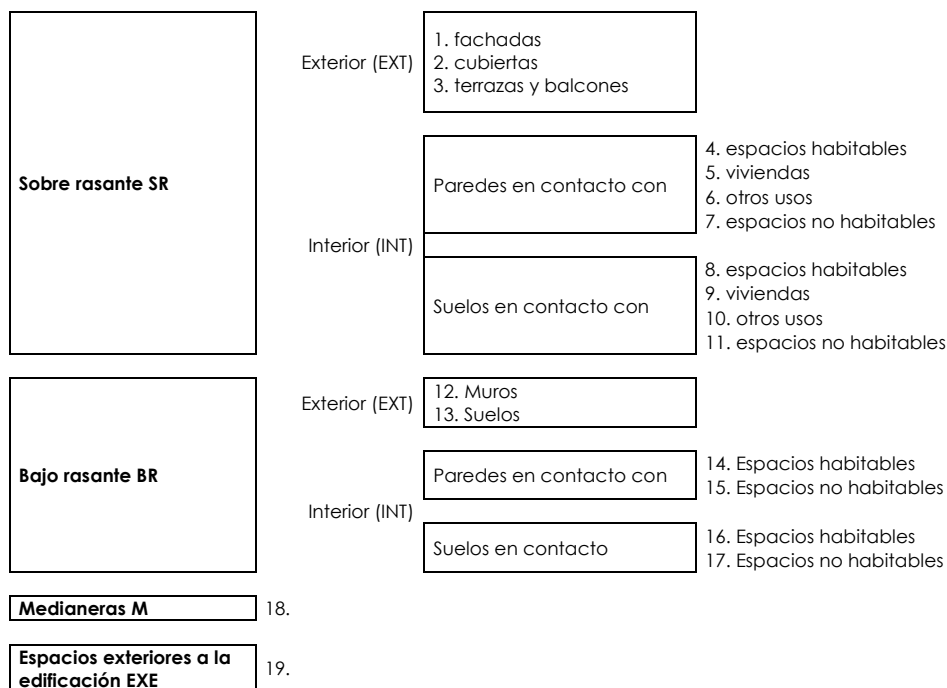 Sobre rasante SR
Exterior (EXT)
1. fachadas
2. cubiertas
3. terrazas y balcones
Interior (INT)
Paredes en contacto con
4. espacios habitables
5. viviendas
6. otros usos
7. espacios no habitables
Suelos en contacto con
8. espacios habitables
9. viviendas
10. otros usos
11. espacios no habitables
Bajo rasante BR
Exterior (EXT)
12. Muros
13. Suelos
Interior (INT)
Paredes en contacto con
14. Espacios habitables
15. Espacios no habitables
Suelos en contacto
16. Espacios habitables
17. Espacios no habitables
Medianeras M
18.
Espacios exteriores a la
edificación EXE
19.